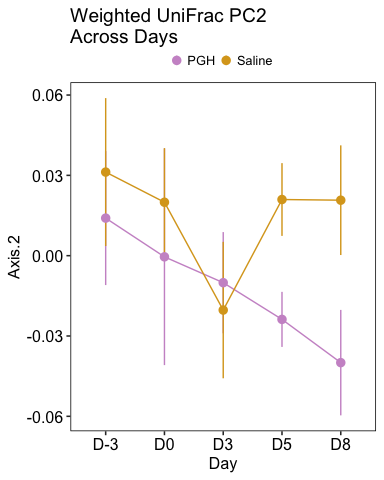 Weighted UniFrac PC2
Across Days
PGH Saline
0.06
0.03
0.00
-0.03
-0.06
Axis.2
D-3 D0 D3 D5 D8
Day